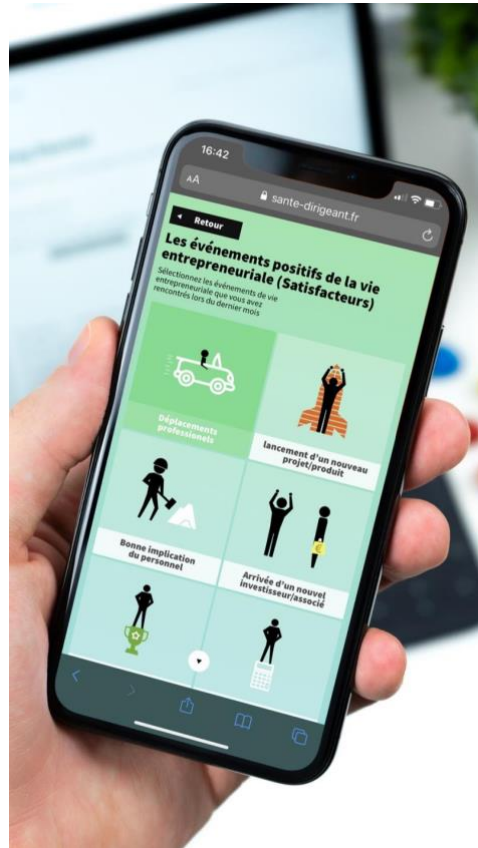 16:42
AA
sante-dirigeant.fr
Retour
Les événements positifs de la vie
entrepreneuriale (Satisfacteurs)
Sélectionnez les événements de vie
entrepreneuriale que vous avez
rencontrés lors du dernier mois
Déplacements
professionels
lancement d'un nouveau
projet/produit
Bonne implication
du personnel
Arrivée d'un nouvel
investisseur/associé